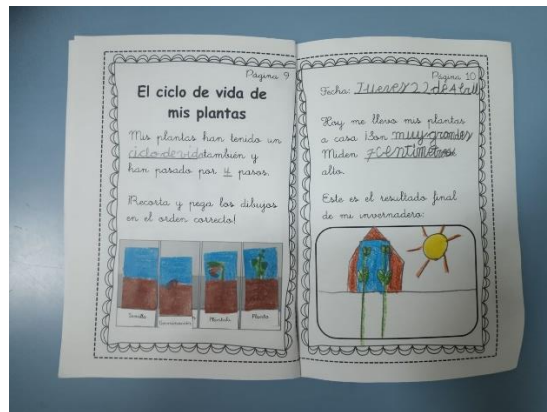 Página 9
El ciclo de vida de
mis plantas
Mis plantas han tenido un
ciclo de vida también y
han pasado por 4 pasos.
¡Recorta y pega los dibujos
en el orden correcto!
Semilla
Germinación
Plántula
Planta
Página 10
Fecha: Jueves 22 de
Hoy me llevo mis plantas
a casa. ¡Son muy grandes
Miden 7 centímetros
alto.
Este es el resultado final
de mi invernadero: